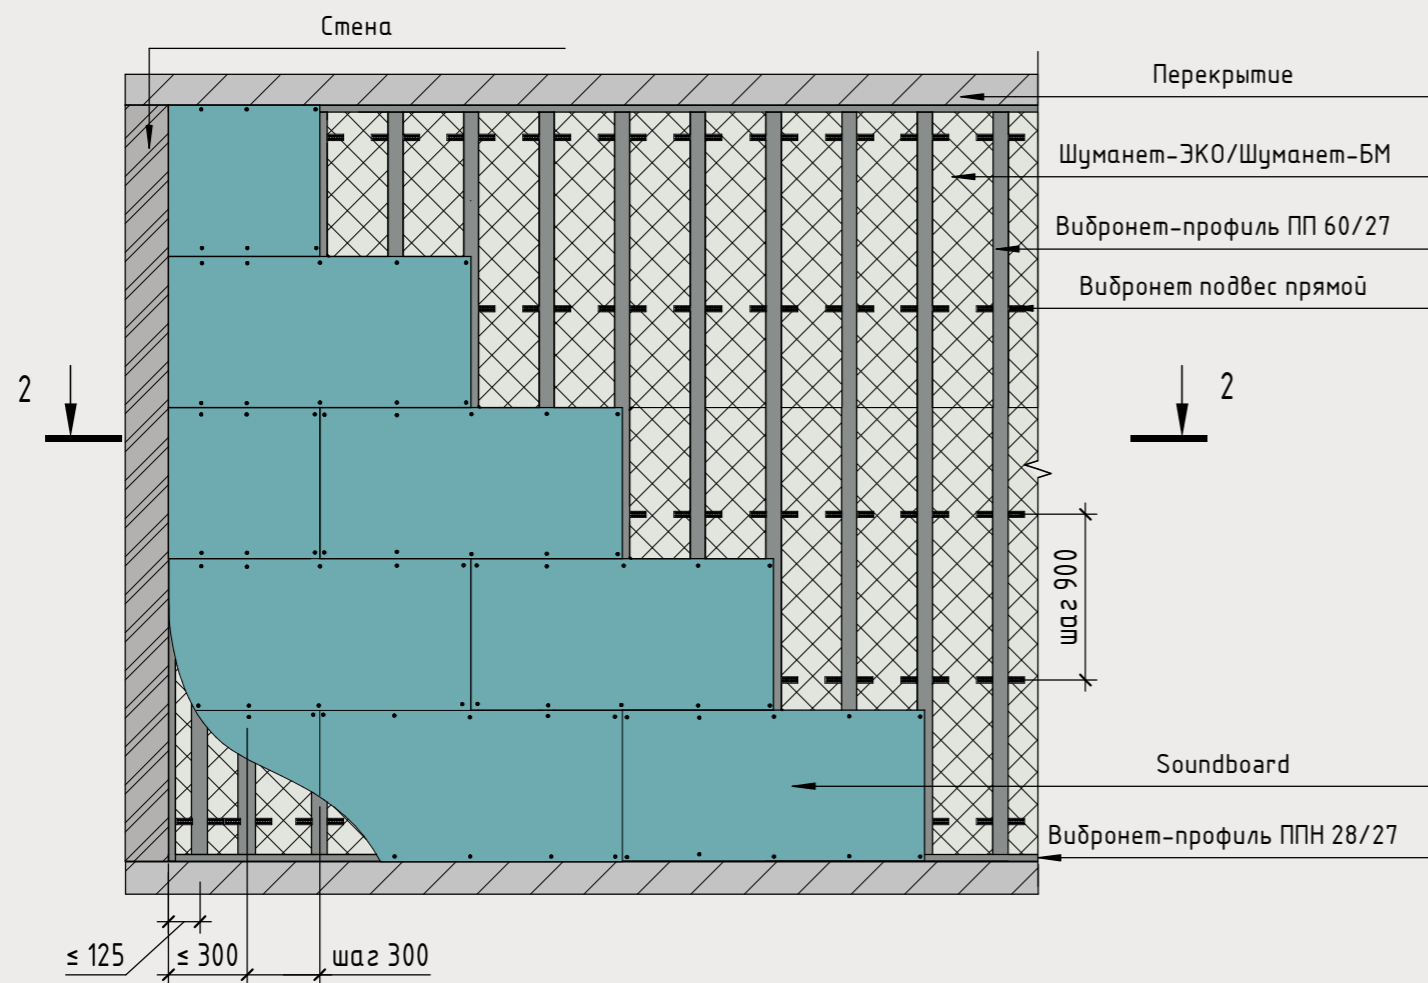 Стена
Перекрытие
Шуманет-ЭКО/Шуманет-БМ
Вибронет-профиль ПП 60/27
Вибронет подвес прямой
2
2
шаг 900
Soundboard
Вибронет-профиль ППН 28/27
≤ 125
≤ 300
шаг 300